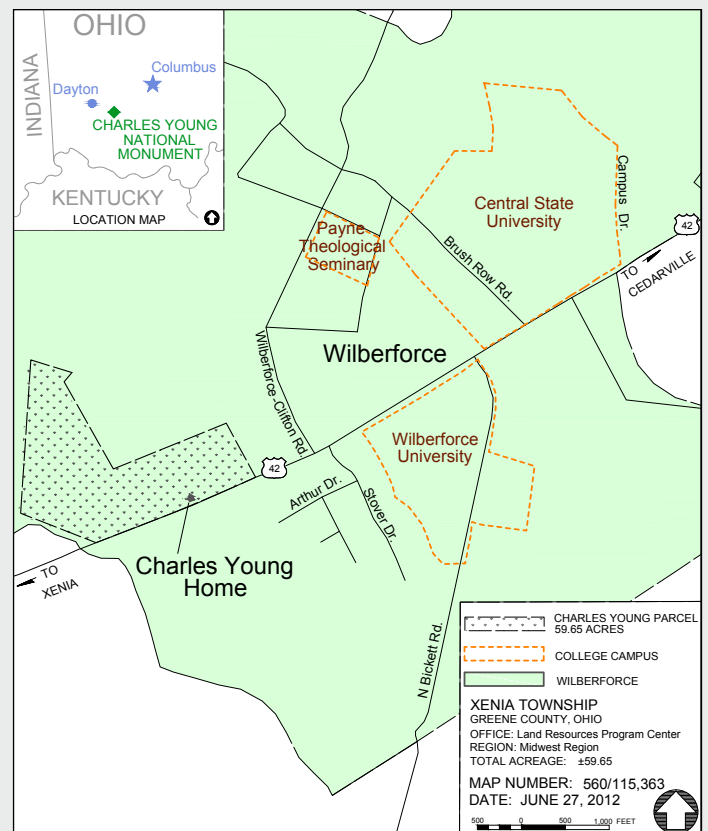 OHIO
INDIANA
Columbus
Dayton
CHARLES YOUNG
NATIONAL
MONUMENT
KENTUCKY
LOCATION MAP
Central State
University
Campus Dr.
42
TO
CEDARVILLE
Payne
Theological
Seminary
Brush Row Rd.
Wilberforce
Wilberforce-Clifton Rd.
Wilberforce
University
42
Arthur Dr.
Stover Dr.
Charles Young
Home
TO
XENIA
N Bickett Rd.
CHARLES YOUNG PARCEL
59.65 ACRES
COLLEGE CAMPUS
WILBERFORCE
XENIA TOWNSHIP
GREENE COUNTY, OHIO
OFFICE: Land Resources Program Center
REGION: Midwest Region
TOTAL ACREAGE: ±59.65
MAP NUMBER: 560/115,363
DATE: JUNE 27, 2012
500 0 500 1,000 FEET